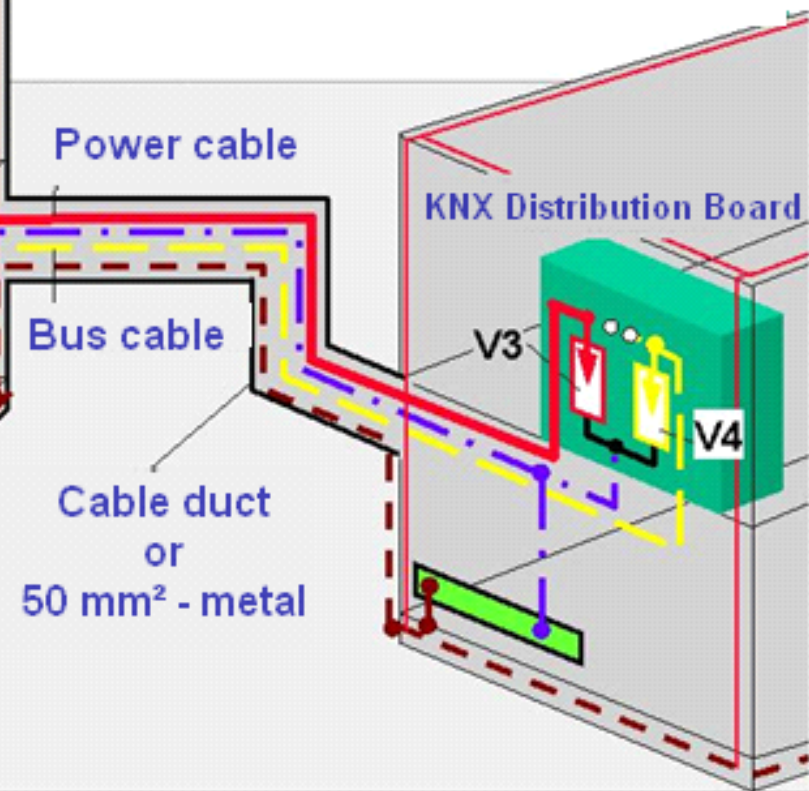 Power cable
KNX Distribution Board
Bus cable
V3
V4
Cable duct
or
50 mm² - metal